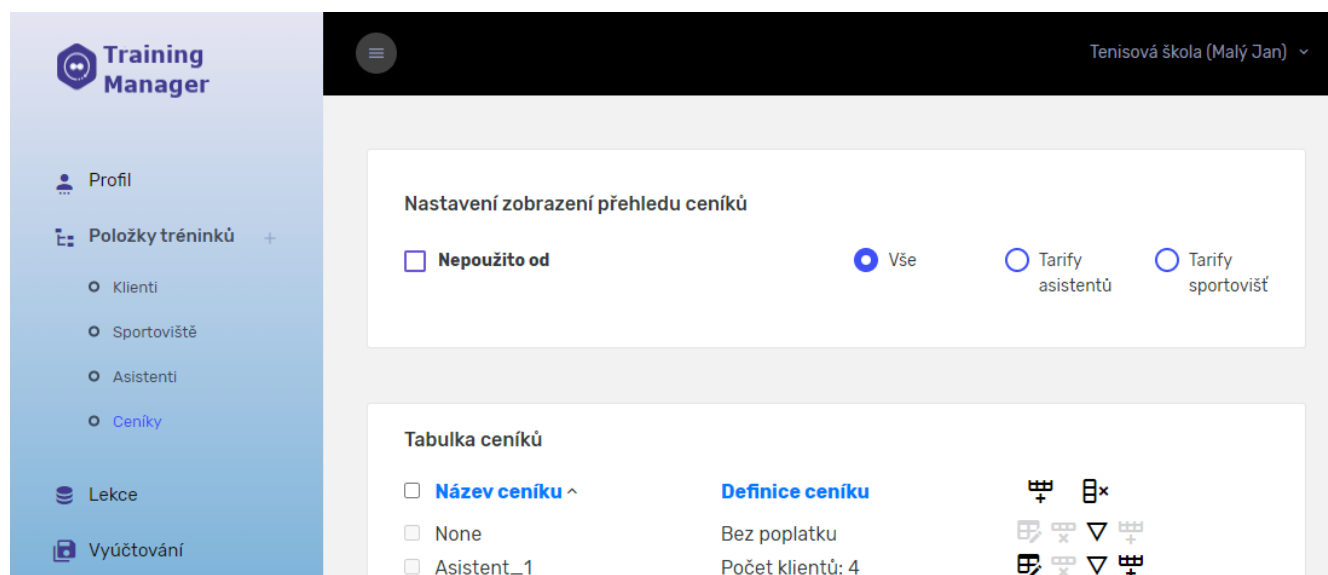 Training
Manager
Tenisová škola (Malý Jan)
Profil
Položky tréninků +
Klienti
Sportoviště
Asistenti
Ceníky
Lekce
Vyúčtování
Nastavení zobrazení přehledu ceníků
Nepoužito od
Vše
Tarify
asistentů
Tarify
sportovišť
Tabulka ceníků
Název ceníku Definice ceníku
None Bez poplatku
Asistent_1 Počet klientů: 4